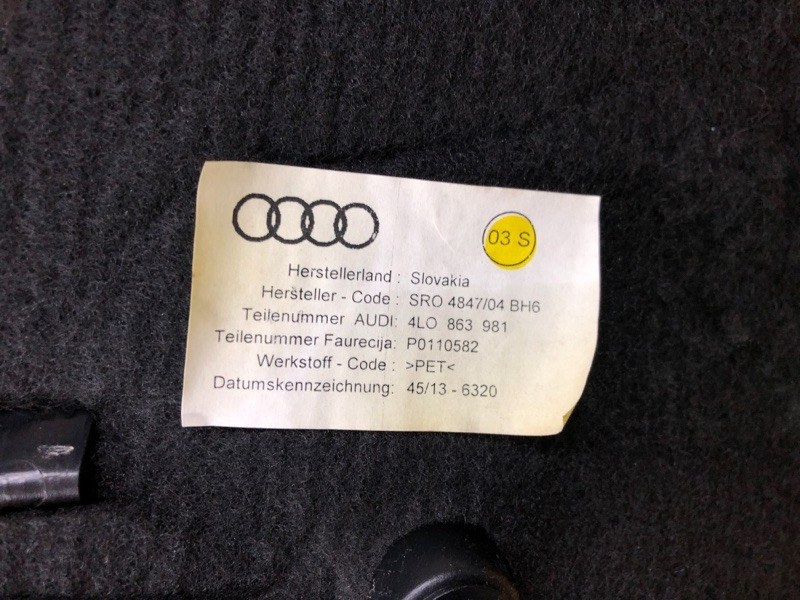 03 S
Herstellerland : Slovakia
Hersteller - Code : SRO 4847/04 BH6
Teilenummer AUDI: 4LO 863 981
Teilenummer Faurecija: P0110582
Werkstoff - Code : >PET<
Datumskennzeichnung: 45/13 - 6320